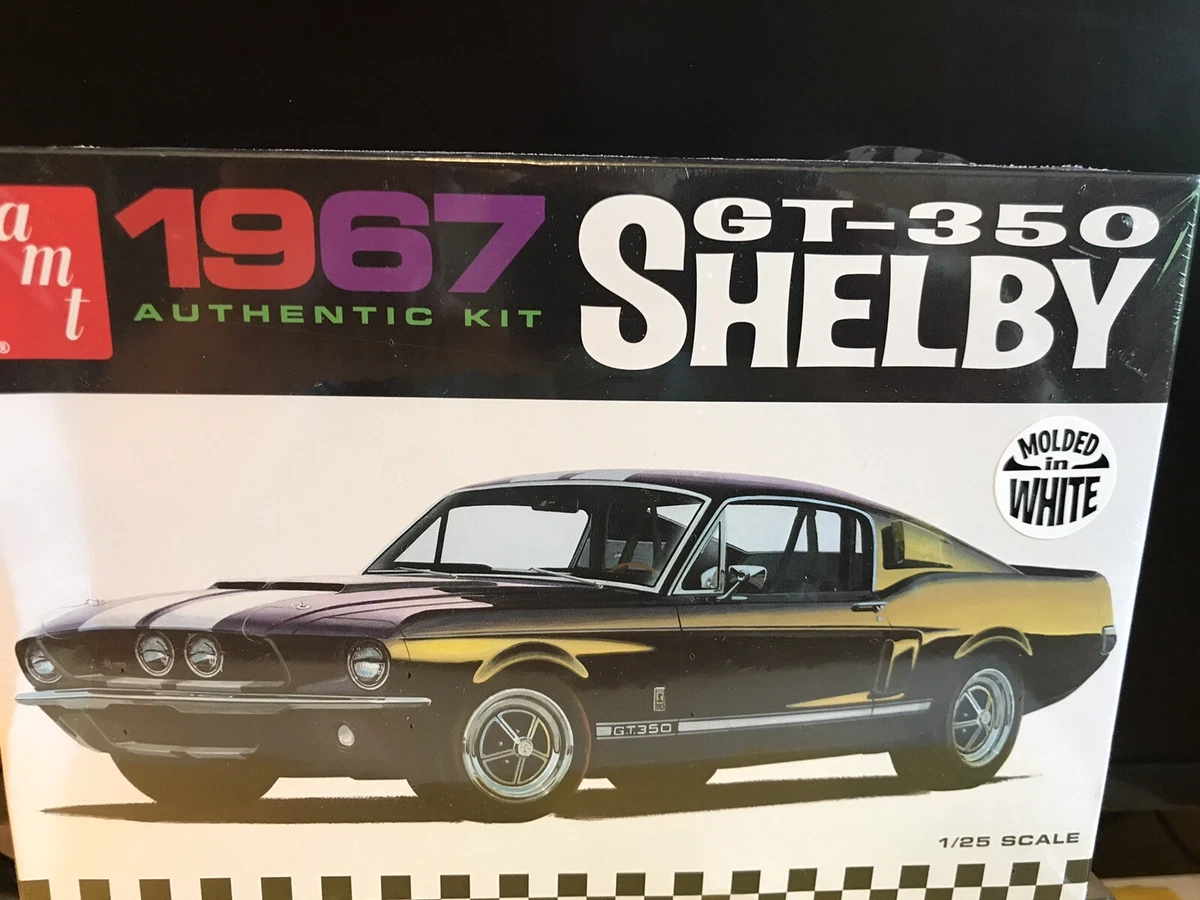 amt
®
1967
AUTHENTIC KIT
GT-350
SHELBY
MOLDED
in
WHITE
G.T.350
1/25 SCALE